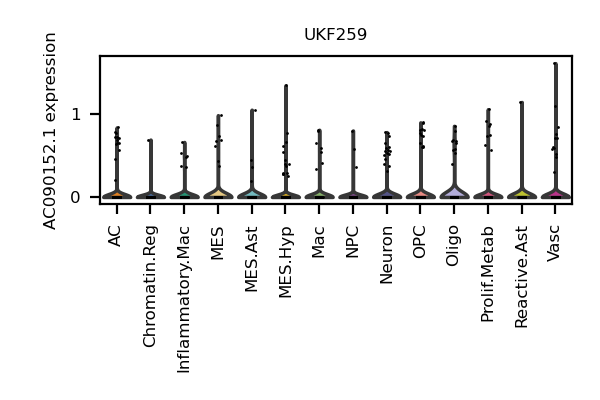 UKF259
AC090152.1 expression
1
0
AC
Chromatin.Reg
Inflammatory.Mac
MES
MES.Ast
MES.Hyp
Mac
NPC
Neuron
OPC
Oligo
Prolif.Metab
Reactive.Ast
Vasc